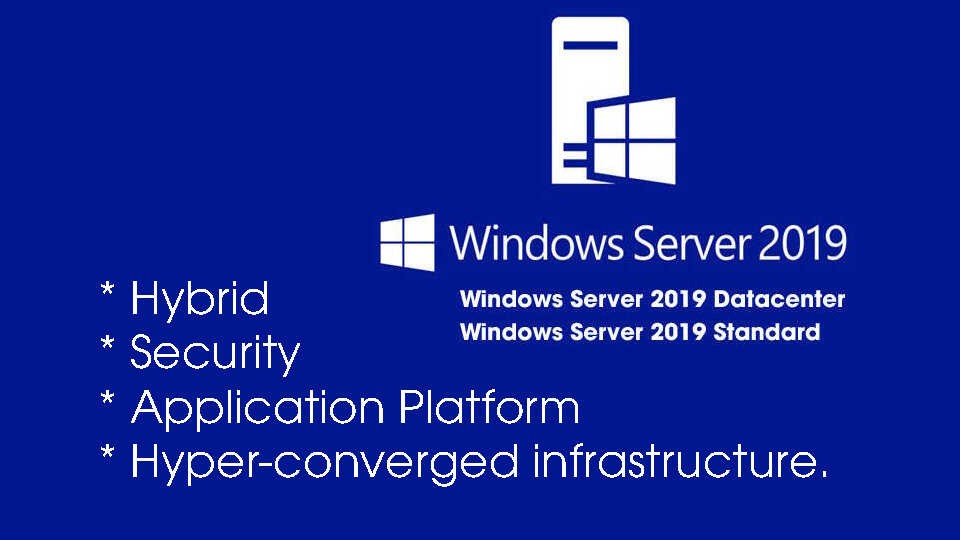 Windows Server 2019
Windows Server 2019 Datacenter
Windows Server 2019 Standard
* Hybrid
* Security
* Application Platform
* Hyper-converged infrastructure.